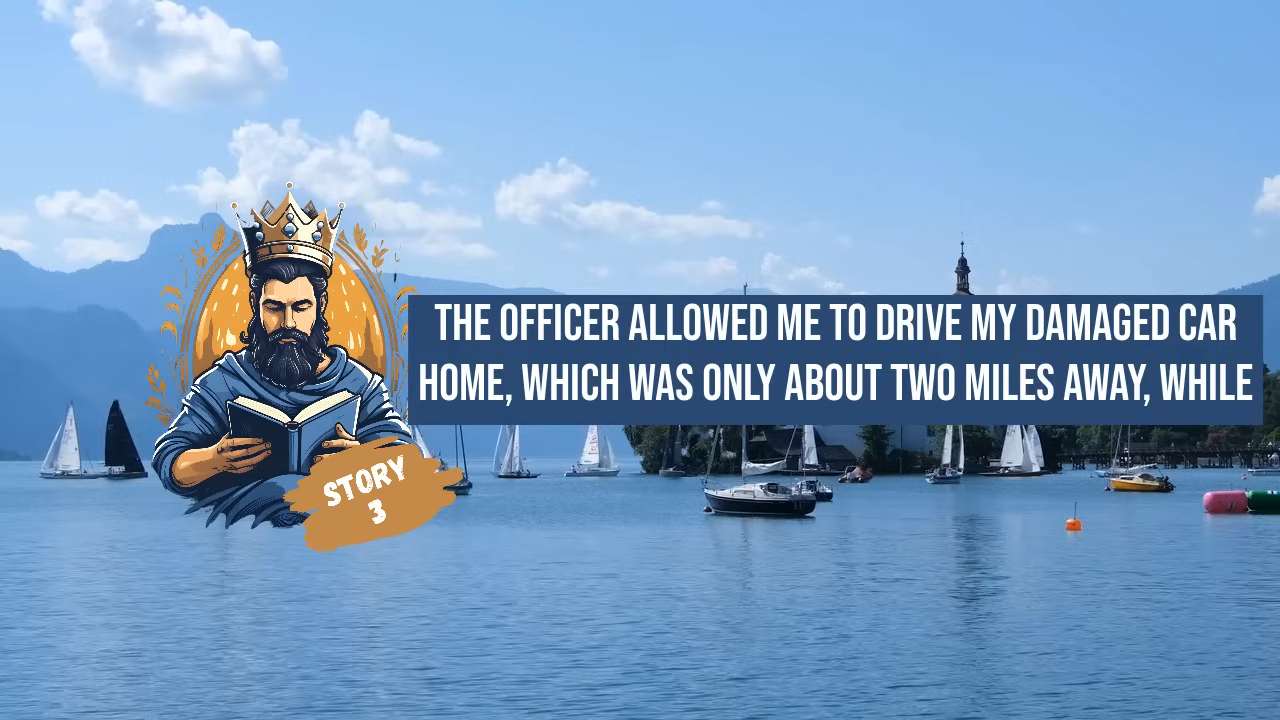 THE OFFICER ALLOWED ME TO DRIVE MY DAMAGED CAR
HOME, WHICH WAS ONLY ABOUT TWO MILES AWAY, WHILE
STORY
3